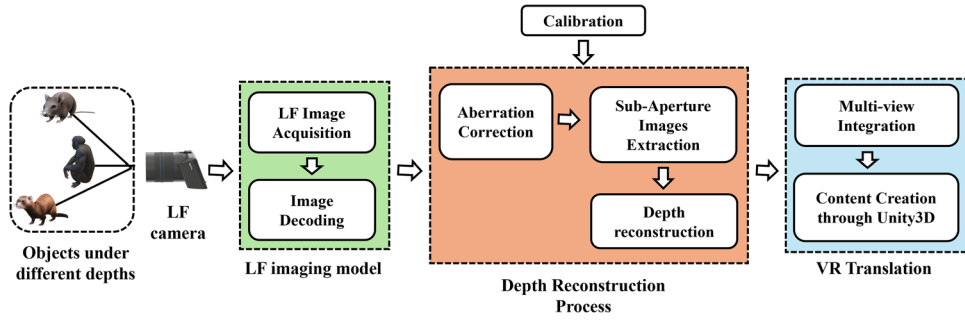 Calibration
Objects under
different depths
LF
camera
LF Image
Acquisition
Image
Decoding
LF imaging model
Aberration
Correction
Sub-Aperture
Images
Extraction
Depth
reconstruction
Depth Reconstruction
Process
Multi-view
Integration
Content Creation
through Unity3D
VR Translation